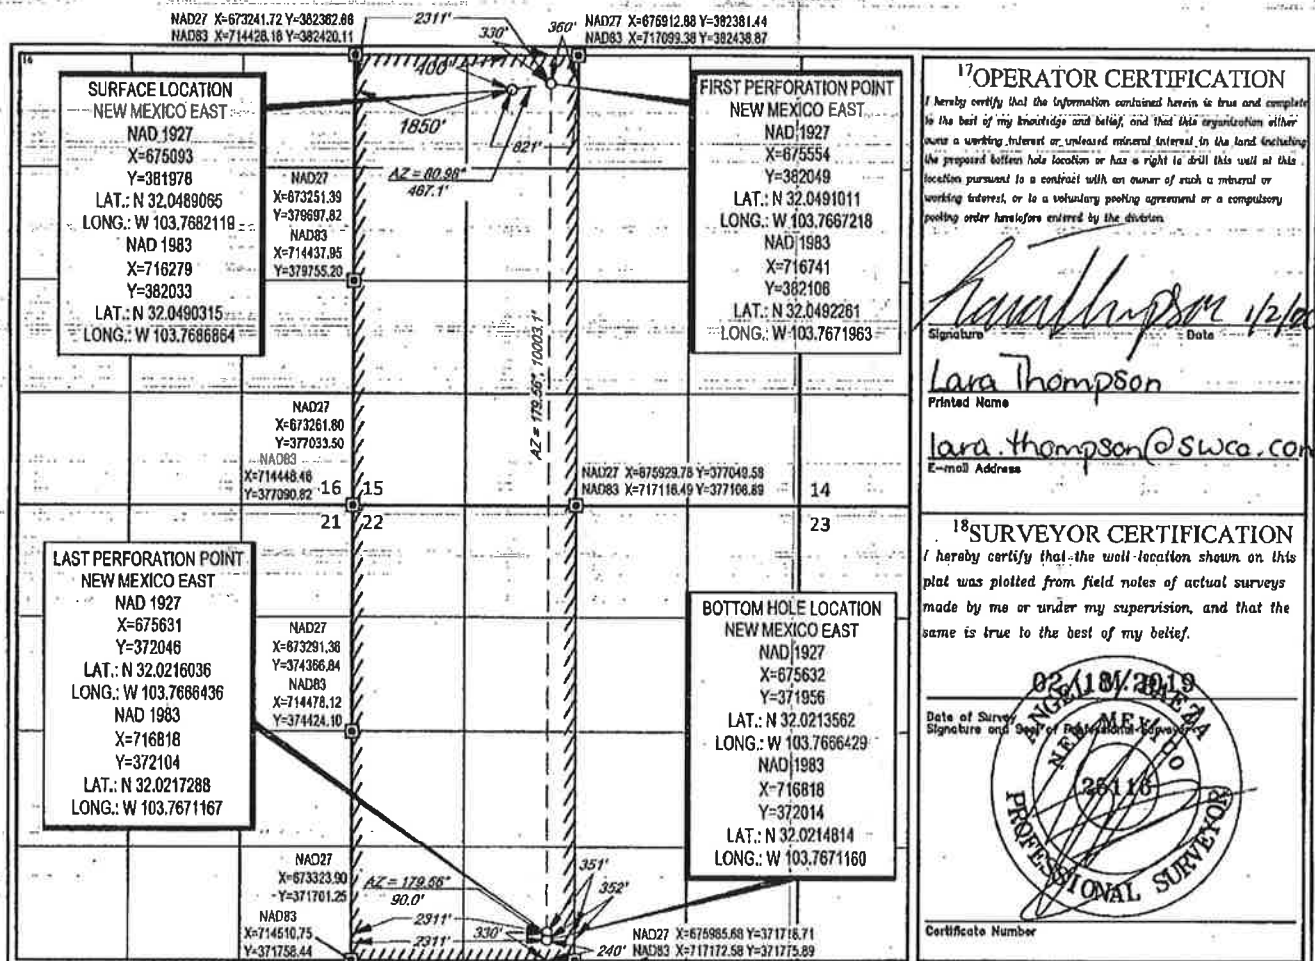 NAD27 X=673241.72 Y=382362.66
NAD83 X=714428.18 Y=382420.11
2311'
330'
360'
NAD27 X=675912.88 Y=382381.44
NAD83 X=717099.38 Y=382438.87
16
SURFACE LOCATION
NEW MEXICO EAST
NAD 1927
X=675093
Y=381978
LAT.: N 32.0489065
LONG.: W 103.7682119
NAD 1983
X=716279
Y=382033
LAT.: N 32.0490315
LONG.: W 103.7686864
400'
1850'
821'
AZ = 80.98°
467.1'
NAD27
X=673251.39
Y=379697.82
NAD83
X=714437.95
Y=379755.20
FIRST PERFORATION POINT
NEW MEXICO EAST
NAD 1927
X=675554
Y=382049
LAT.: N 32.0491011
LONG.: W 103.7667218
NAD 1983
X=716741
Y=382106
LAT.: N 32.0492261
LONG.: W 103.7671963
AZ = 179.56°, 10003.1'
NAD27
X=673261.80
Y=377033.50
NAD83
X=714448.46
Y=377090.82
16 15
21 22
NAD27 X=675929.78 Y=377049.58
NAD83 X=717116.49 Y=377106.89
14
23
LAST PERFORATION POINT
NEW MEXICO EAST
NAD 1927
X=675631
Y=372046
LAT.: N 32.0216036
LONG.: W 103.7666436
NAD 1983
X=716818
Y=372104
LAT.: N 32.0217288
LONG.: W 103.7671167
NAD27
X=673291.38
Y=374366.84
NAD83
X=714478.12
Y=374424.10
BOTTOM HOLE LOCATION
NEW MEXICO EAST
NAD 1927
X=675632
Y=371956
LAT.: N 32.0213562
LONG.: W 103.7666429
NAD 1983
X=716818
Y=372014
LAT.: N 32.0214814
LONG.: W 103.7671160
NAD27
X=673323.90
Y=371701.25
NAD83
X=714510.75
Y=371758.44
AZ = 179.56°
90.0'
2311'
2311'
330'
351'
352'
240'
NAD27 X=675985.68 Y=371718.71
NAD83 X=717172.58 Y=371775.89
17 OPERATOR CERTIFICATION
I hereby certify that the information contained herein is true and complete
to the best of my knowledge and belief, and that this organization either
owns a working interest or unleased mineral interest in the land including
the proposed bottom hole location or has a right to drill this well at this
location pursuant to a contract with an owner of such a mineral or
working interest, or to a voluntary pooling agreement or a compulsory
pooling order heretofore entered by the division
Lara Thompson
Signature Date
Lara Thompson
Printed Name
lara.thompson@swca.com
E-mail Address
18 SURVEYOR CERTIFICATION
I hereby certify that the well location shown on this
plat was plotted from field notes of actual surveys
made by me or under my supervision, and that the
same is true to the best of my belief.
02/18/2019
Date of Survey
Signature and Seal of Professional Surveyor
ANGEL M. BAEZA
NEW MEXICO
25116
PROFESSIONAL SURVEYOR
Certificate Number